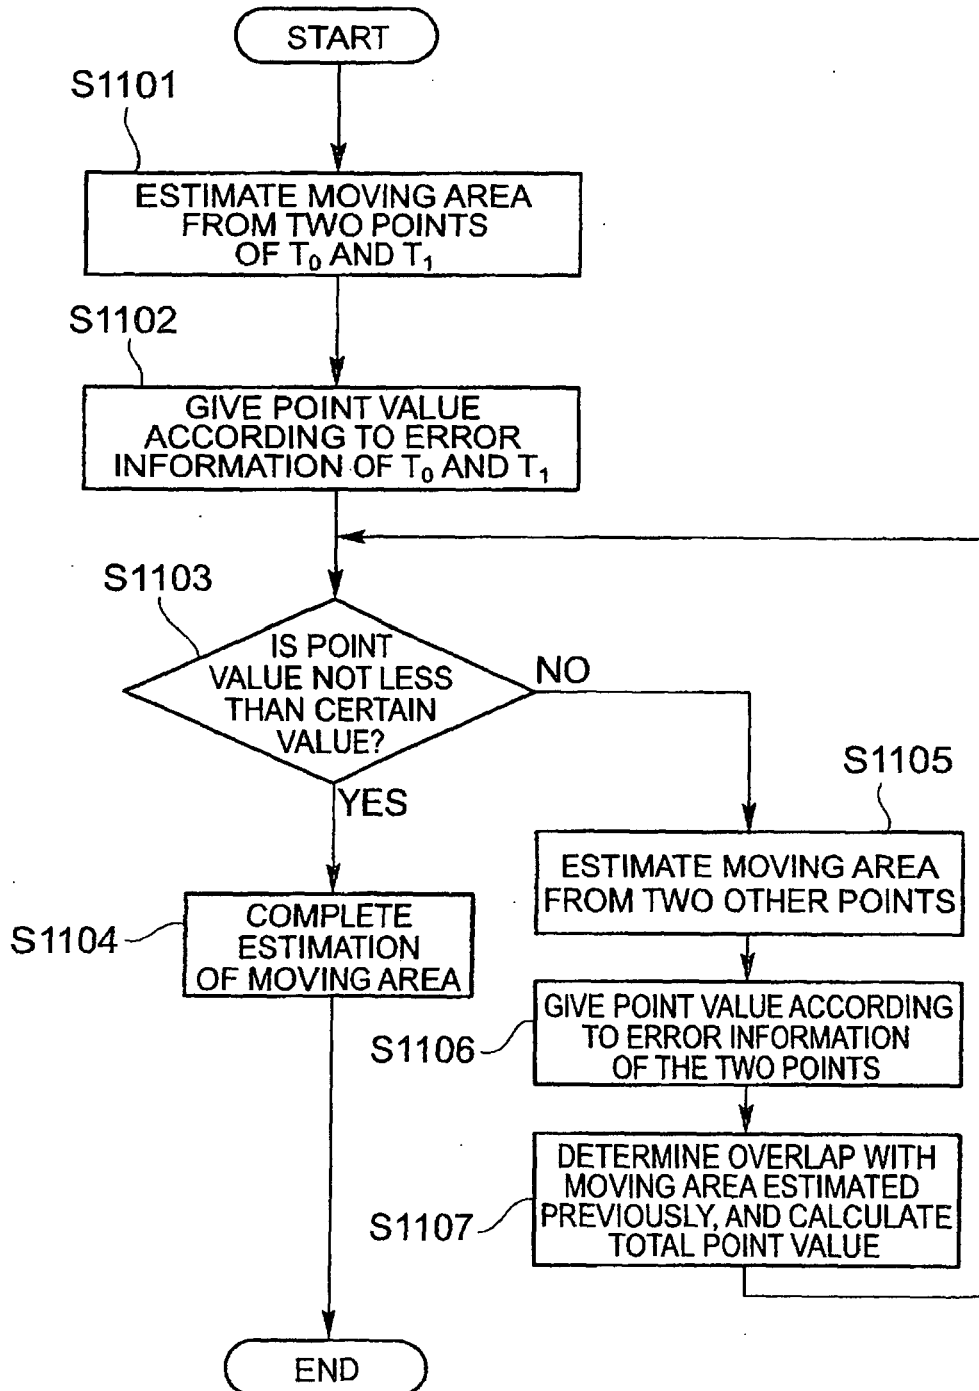 START
S1101
ESTIMATE MOVING AREA
FROM TWO POINTS
OF T₀ AND T₁
S1102
GIVE POINT VALUE
ACCORDING TO ERROR
INFORMATION OF T₀ AND T₁
S1103
IS POINT
VALUE NOT LESS
THAN CERTAIN
VALUE?
NO
YES
S1105
ESTIMATE MOVING AREA
FROM TWO OTHER POINTS
S1104
COMPLETE
ESTIMATION
OF MOVING AREA
S1106
GIVE POINT VALUE ACCORDING
TO ERROR INFORMATION
OF THE TWO POINTS
S1107
DETERMINE OVERLAP WITH
MOVING AREA ESTIMATED
PREVIOUSLY, AND CALCULATE
TOTAL POINT VALUE
END